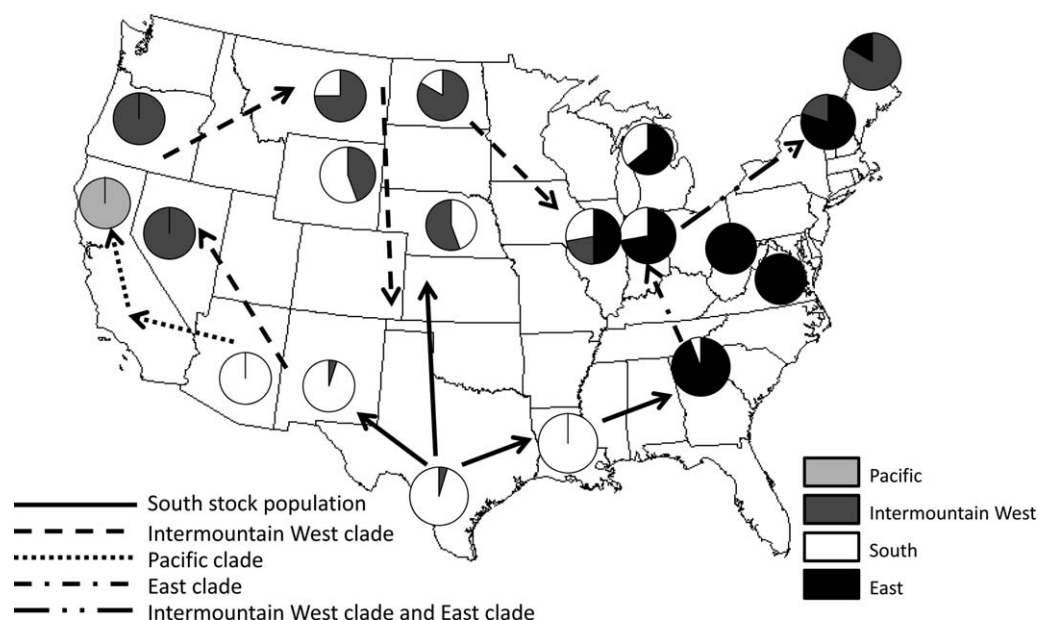 South stock population
Intermountain West clade
Pacific clade
East clade
Intermountain West clade and East clade
Pacific
Intermountain West
South
East